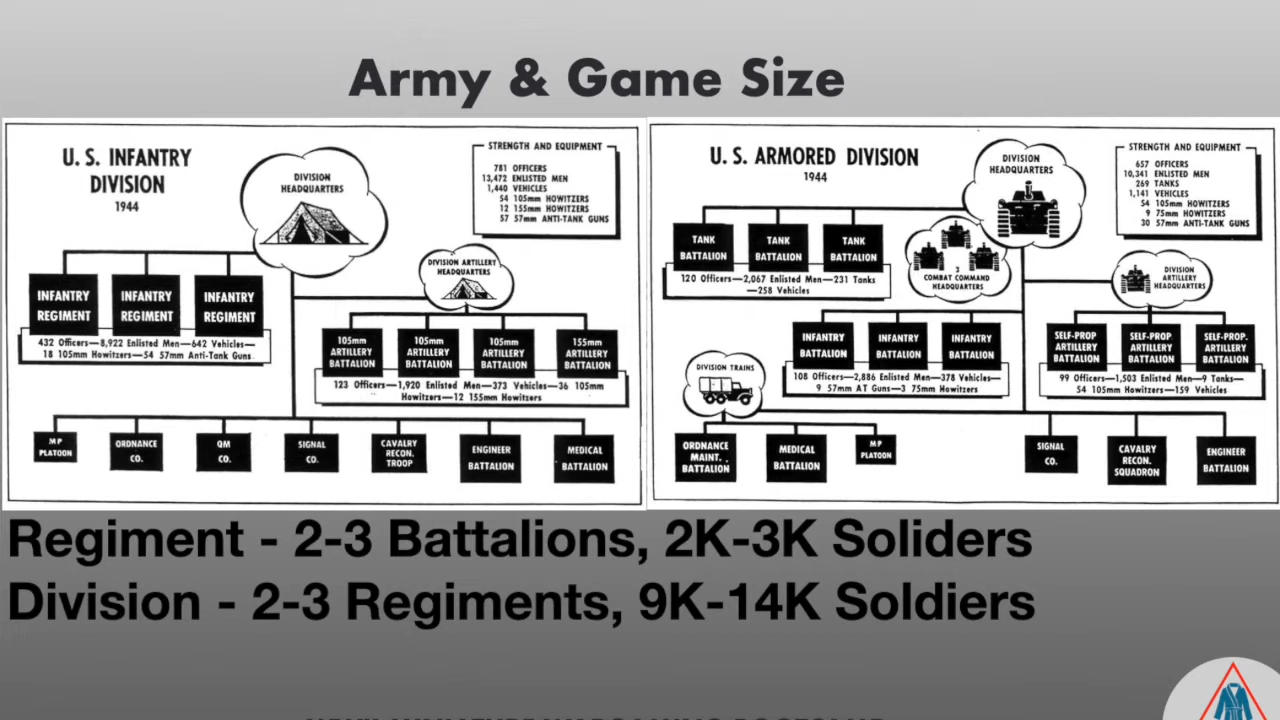 Army & Game Size
U. S. INFANTRY
DIVISION
1944
DIVISION
HEADQUARTERS
STRENGTH AND EQUIPMENT
781 OFFICERS
13,472 ENLISTED MEN
1,440 VEHICLES
54 105mm HOWITZERS
12 155mm HOWITZERS
57 57mm ANTI-TANK GUNS
DIVISION ARTILLERY
HEADQUARTERS
INFANTRY
REGIMENT
INFANTRY
REGIMENT
INFANTRY
REGIMENT
432 Officers—8,922 Enlisted Men—642 Vehicles—
18 105mm Howitzers—54 57mm Anti-Tank Guns
105mm
ARTILLERY
BATTALION
105mm
ARTILLERY
BATTALION
105mm
ARTILLERY
BATTALION
155mm
ARTILLERY
BATTALION
123 Officers—1,920 Enlisted Men—373 Vehicles—36 105mm
Howitzers—12 155mm Howitzers
MP
PLATOON
ORDNANCE
CO.
QM
CO.
SIGNAL
CO.
CAVALRY
RECON.
TROOP
ENGINEER
BATTALION
MEDICAL
BATTALION
U. S. ARMORED DIVISION
1944
DIVISION
HEADQUARTERS
STRENGTH AND EQUIPMENT
657 OFFICERS
10,341 ENLISTED MEN
269 TANKS
1,141 VEHICLES
54 105mm HOWITZERS
9 75mm HOWITZERS
30 57mm ANTI-TANK GUNS
TANK
BATTALION
TANK
BATTALION
TANK
BATTALION
120 Officers—2,067 Enlisted Men—231 Tanks
—258 Vehicles
3
COMBAT COMMAND
HEADQUARTERS
DIVISION
ARTILLERY
HEADQUARTERS
INFANTRY
BATTALION
INFANTRY
BATTALION
INFANTRY
BATTALION
108 Officers—2,886 Enlisted Men—378 Vehicles—
9 57mm AT Guns—3 75mm Howitzers
SELF-PROP
ARTILLERY
BATTALION
SELF-PROP
ARTILLERY
BATTALION
SELF-PROP.
ARTILLERY
BATTALION
99 Officers—1,503 Enlisted Men—9 Tanks—
54 105mm Howitzers—159 Vehicles
DIVISION TRAINS
ORDNANCE
MAINT.
BATTALION
MEDICAL
BATTALION
MP
PLATOON
SIGNAL
CO.
CAVALRY
RECON.
SQUADRON
ENGINEER
BATTALION
Regiment - 2-3 Battalions, 2K-3K Soliders
Division - 2-3 Regiments, 9K-14K Soldiers